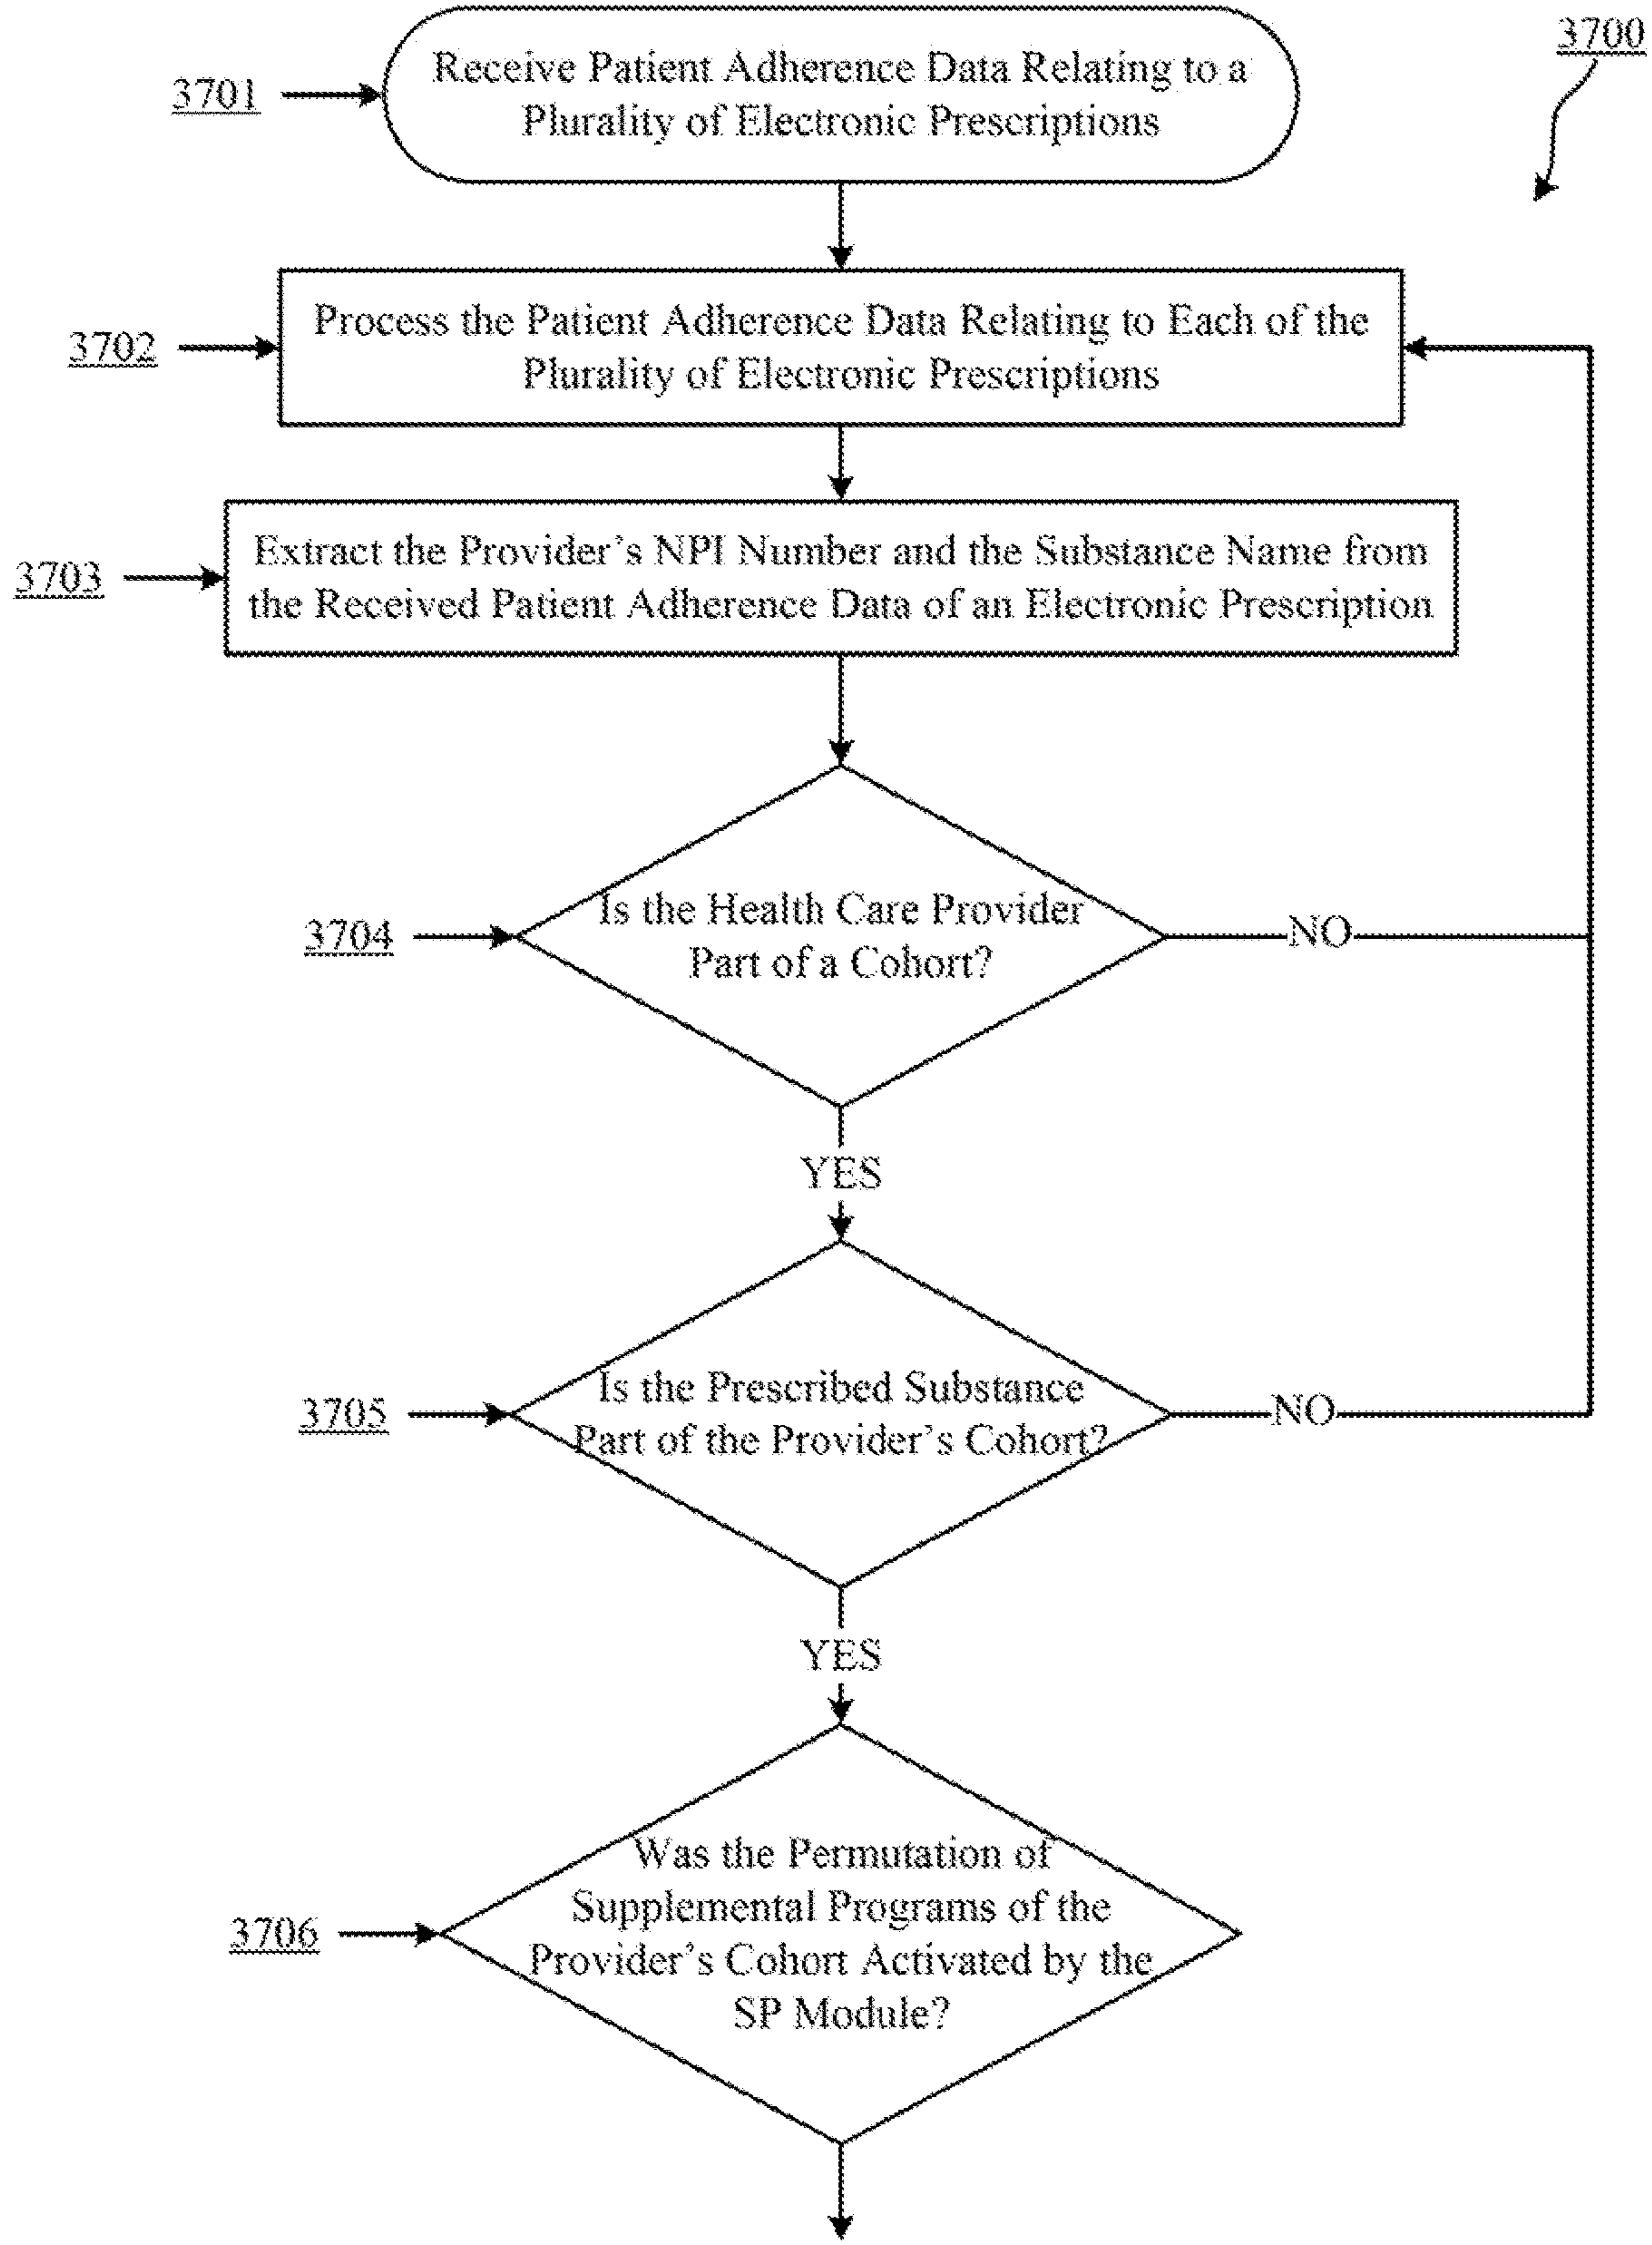 3700
3701
Receive Patient Adherence Data Relating to a
Plurality of Electronic Prescriptions
3702
Process the Patient Adherence Data Relating to Each of the
Plurality of Electronic Prescriptions
3703
Extract the Provider's NPI Number and the Substance Name from
the Received Patient Adherence Data of an Electronic Prescription
3704
Is the Health Care Provider
Part of a Cohort?
NO
YES
3705
Is the Prescribed Substance
Part of the Provider's Cohort?
NO
YES
3706
Was the Permutation of
Supplemental Programs of the
Provider's Cohort Activated by the
SP Module?